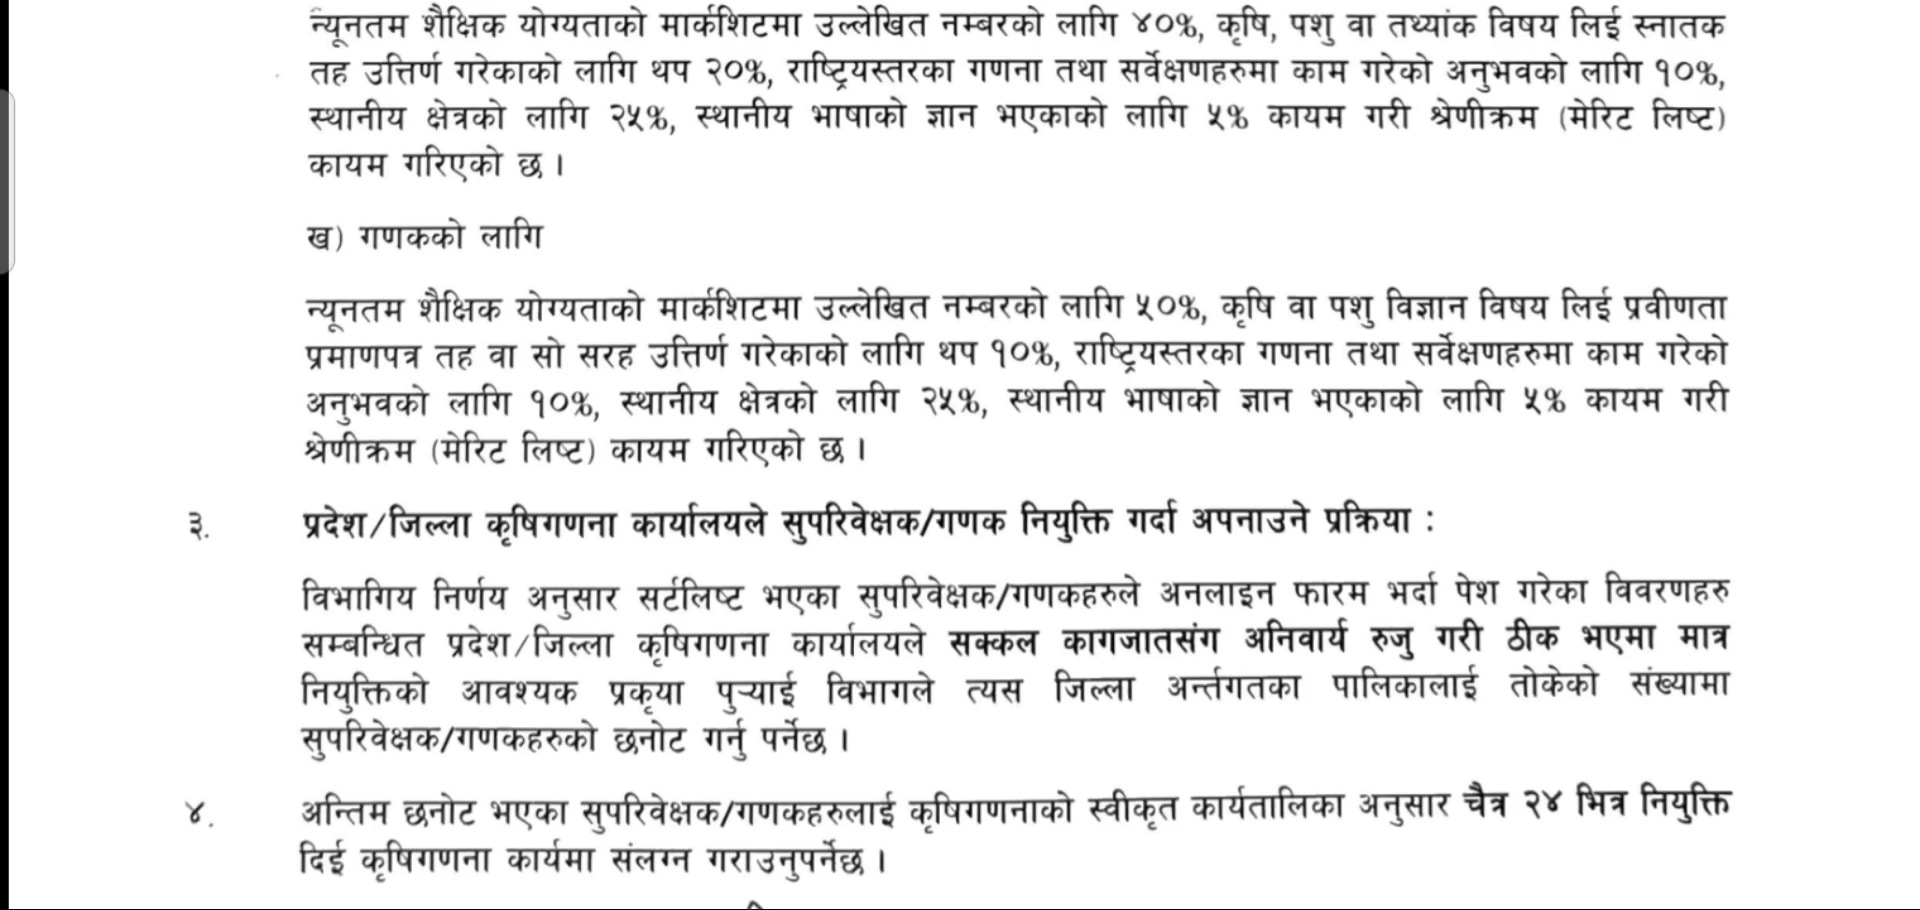 न्यूनतम शैक्षिक योग्यताको मार्कशिटमा उल्लेखित नम्बरको लागि ४०%, कृषि, पशु वा तथ्यांक विषय लिई स्नातक
तह उत्तिर्ण गरेकाको लागि थप २०%, राष्ट्रियस्तरका गणना तथा सर्वेक्षणहरुमा काम गरेको अनुभवको लागि १०%,
स्थानीय क्षेत्रको लागि २५%, स्थानीय भाषाको ज्ञान भएकाको लागि ५% कायम गरी श्रेणीक्रम (मेरिट लिष्ट)
कायम गरिएको छ ।
ख) गणकको लागि
न्यूनतम शैक्षिक योग्यताको मार्कशिटमा उल्लेखित नम्बरको लागि ५०%, कृषि वा पशु विज्ञान विषय लिई प्रवीणता
प्रमाणपत्र तह वा सो सरह उत्तिर्ण गरेकाको लागि थप १०%, राष्ट्रियस्तरका गणना तथा सर्वेक्षणहरुमा काम गरेको
अनुभवको लागि १०%, स्थानीय क्षेत्रको लागि २५%, स्थानीय भाषाको ज्ञान भएकाको लागि ५% कायम गरी
श्रेणीक्रम (मेरिट लिष्ट) कायम गरिएको छ ।
३. प्रदेश/जिल्ला कृषिगणना कार्यालयले सुपरिवेक्षक/गणक नियुक्ति गर्दा अपनाउने प्रक्रिया :
विभागिय निर्णय अनुसार सर्टलिष्ट भएका सुपरिवेक्षक/गणकहरुले अनलाइन फारम भर्दा पेश गरेका विवरणहरु
सम्बन्धित प्रदेश/जिल्ला कृषिगणना कार्यालयले सक्कल कागजातसंग अनिवार्य रुजु गरी ठीक भएमा मात्र
नियुक्तिको आवश्यक प्रकृया पुऱ्याई विभागले त्यस जिल्ला अर्न्तगतका पालिकालाई तोकेको संख्यामा
सुपरिवेक्षक/गणकहरुको छनोट गर्नु पर्नेछ ।
४. अन्तिम छनोट भएका सुपरिवेक्षक/गणकहरुलाई कृषिगणनाको स्वीकृत कार्यतालिका अनुसार चैत्र २४ भित्र नियुक्ति
दिई कृषिगणना कार्यमा संलग्न गराउनुपर्नेछ ।